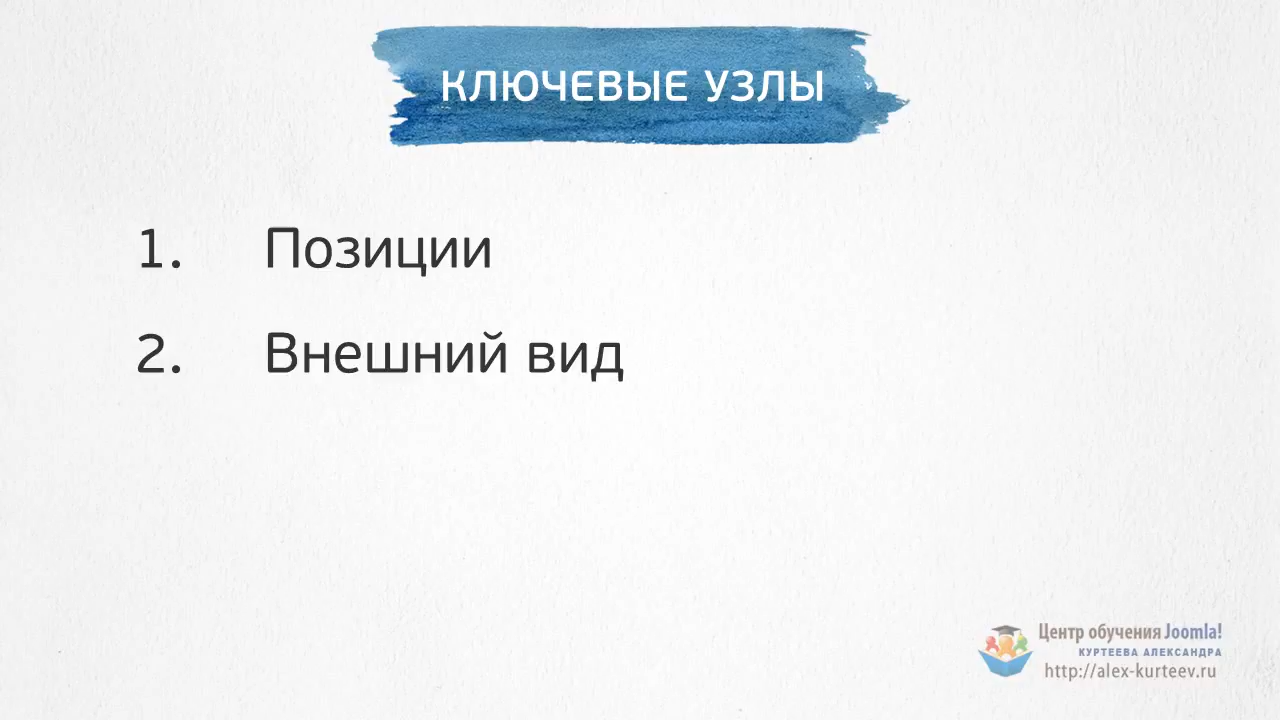 КЛЮЧЕВЫЕ УЗЛЫ
1. Позиции
2. Внешний вид
Центр обучения Joomla!
КУРТЕЕВА АЛЕКСАНДРА
http://alex-kurteev.ru